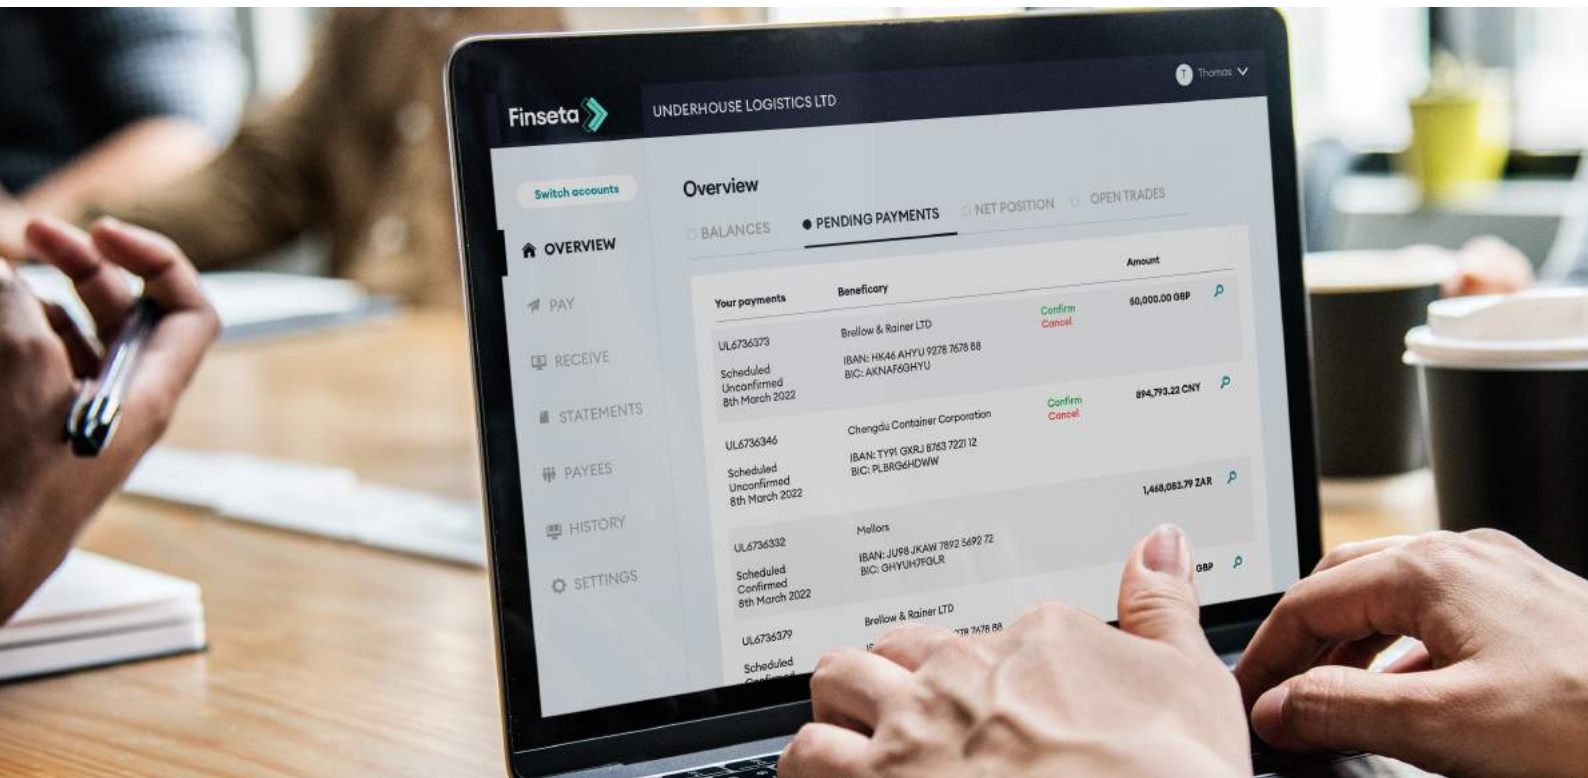 Finseta
UNDERHOUSE LOGISTICS LTD
T Thomas
Switch accounts
OVERVIEW
PAY
RECEIVE
STATEMENTS
PAYEES
HISTORY
SETTINGS
Overview
BALANCES PENDING PAYMENTS NET POSITION OPEN TRADES
Your payments Beneficary Amount
UL6736373
Scheduled
Unconfirmed
8th March 2022
Brellow & Rainer LTD
IBAN: HK46 AHYU 9278 7678 88
BIC: AKNAF6GHYU
Confirm
Cancel
50,000.00 GBP
UL6736346
Scheduled
Unconfirmed
8th March 2022
Chengdu Container Corporation
IBAN: TY91 GXRJ 8763 7221 12
BIC: PLBRG6HDWW
Confirm
Cancel
894,793.22 CNY
UL6736332
Scheduled
Confirmed
8th March 2022
Mellors
IBAN: JU98 JKAW 7892 5692 72
BIC: GHYUH7FGLR
1,468,083.79 ZAR
UL6736379
Scheduled
Brellow & Rainer LTD
7678 88
GBP